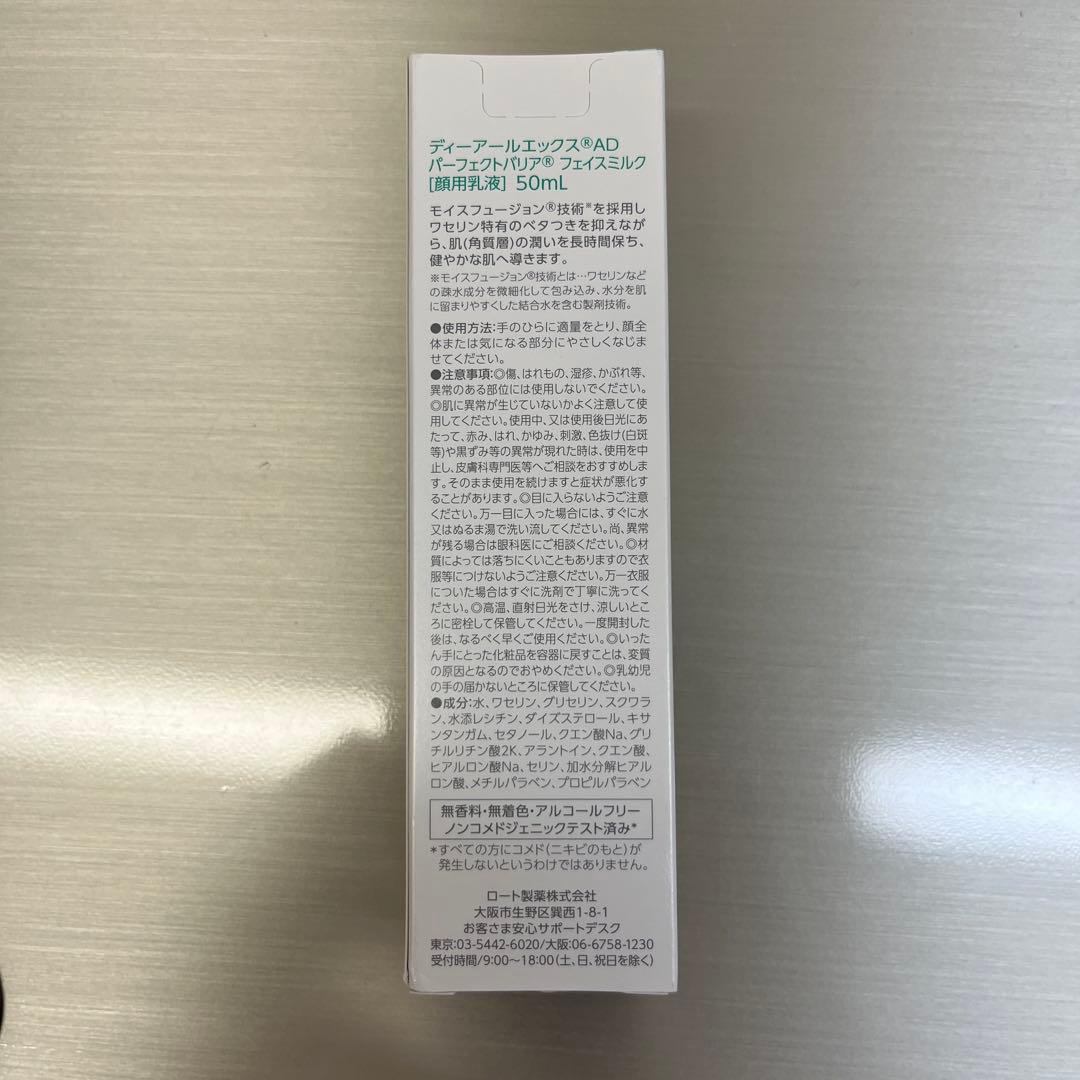 ディーアールエックス®AD
パーフェクトバリア® フェイスミルク
[顔用乳液] 50mL
モイスフュージョン®技術※を採用し
ワセリン特有のベタつきを抑えなが
ら、肌(角質層)の潤いを長時間保ち、
健やかな肌へ導きます。
※モイスフュージョン®技術とは…ワセリンなど
の疎水成分を微細化して包み込み、水分を肌
に留まりやすくした結合水を含む製剤技術。
●使用方法:手のひらに適量をとり、顔全
体または気になる部分にやさしくなじま
せてください。
●注意事項:◎傷、はれもの、湿疹、かぶれ等、
異常のある部位には使用しないでください。
◎肌に異常が生じていないかよく注意して使
用してください。使用中、又は使用後日光にあ
たって、赤み、はれ、かゆみ、刺激、色抜け(白斑
等)や黒ずみ等の異常が現れた時は、使用を中
止し、皮膚科専門医等へご相談をおすすめしま
す。そのまま使用を続けますと症状が悪化す
ることがあります。◎目に入らないようご注意
ください。万一目に入った場合には、すぐに水
又はぬるま湯で洗い流してください。尚、異常
が残る場合は眼科医にご相談ください。◎材
質によっては落ちにくいこともありますので衣
服等につけないようご注意ください。万一衣服
についた場合はすぐに洗剤で丁寧に洗ってく
ださい。◎高温、直射日光をさけ、涼しいとこ
ろに密栓して保管してください。一度開封した
後は、なるべく早くご使用ください。◎いった
ん手にとった化粧品を容器に戻すことは、変質
の原因となるのでおやめください。◎乳幼児
の手の届かないところに保管してください。
●成分:水、ワセリン、グリセリン、スクワラ
ン、水添レシチン、ダイズステロール、キサ
ンタンガム、セタノール、クエン酸Na、グリ
チルリチン酸2K、アラントイン、クエン酸、
ヒアルロン酸Na、セリン、加水分解ヒアル
ロン酸、メチルパラベン、プロピルパラベン
無香料・無着色・アルコールフリー
ノンコメドジェニックテスト済み*
*すべての方にコメド(ニキビのもと)が
発生しないというわけではありません。
ロート製薬株式会社
大阪市生野区巽西1-8-1
お客さま安心サポートデスク
東京:03-5442-6020/大阪:06-6758-1230
受付時間/9:00～18:00(土、日、祝日を除く)